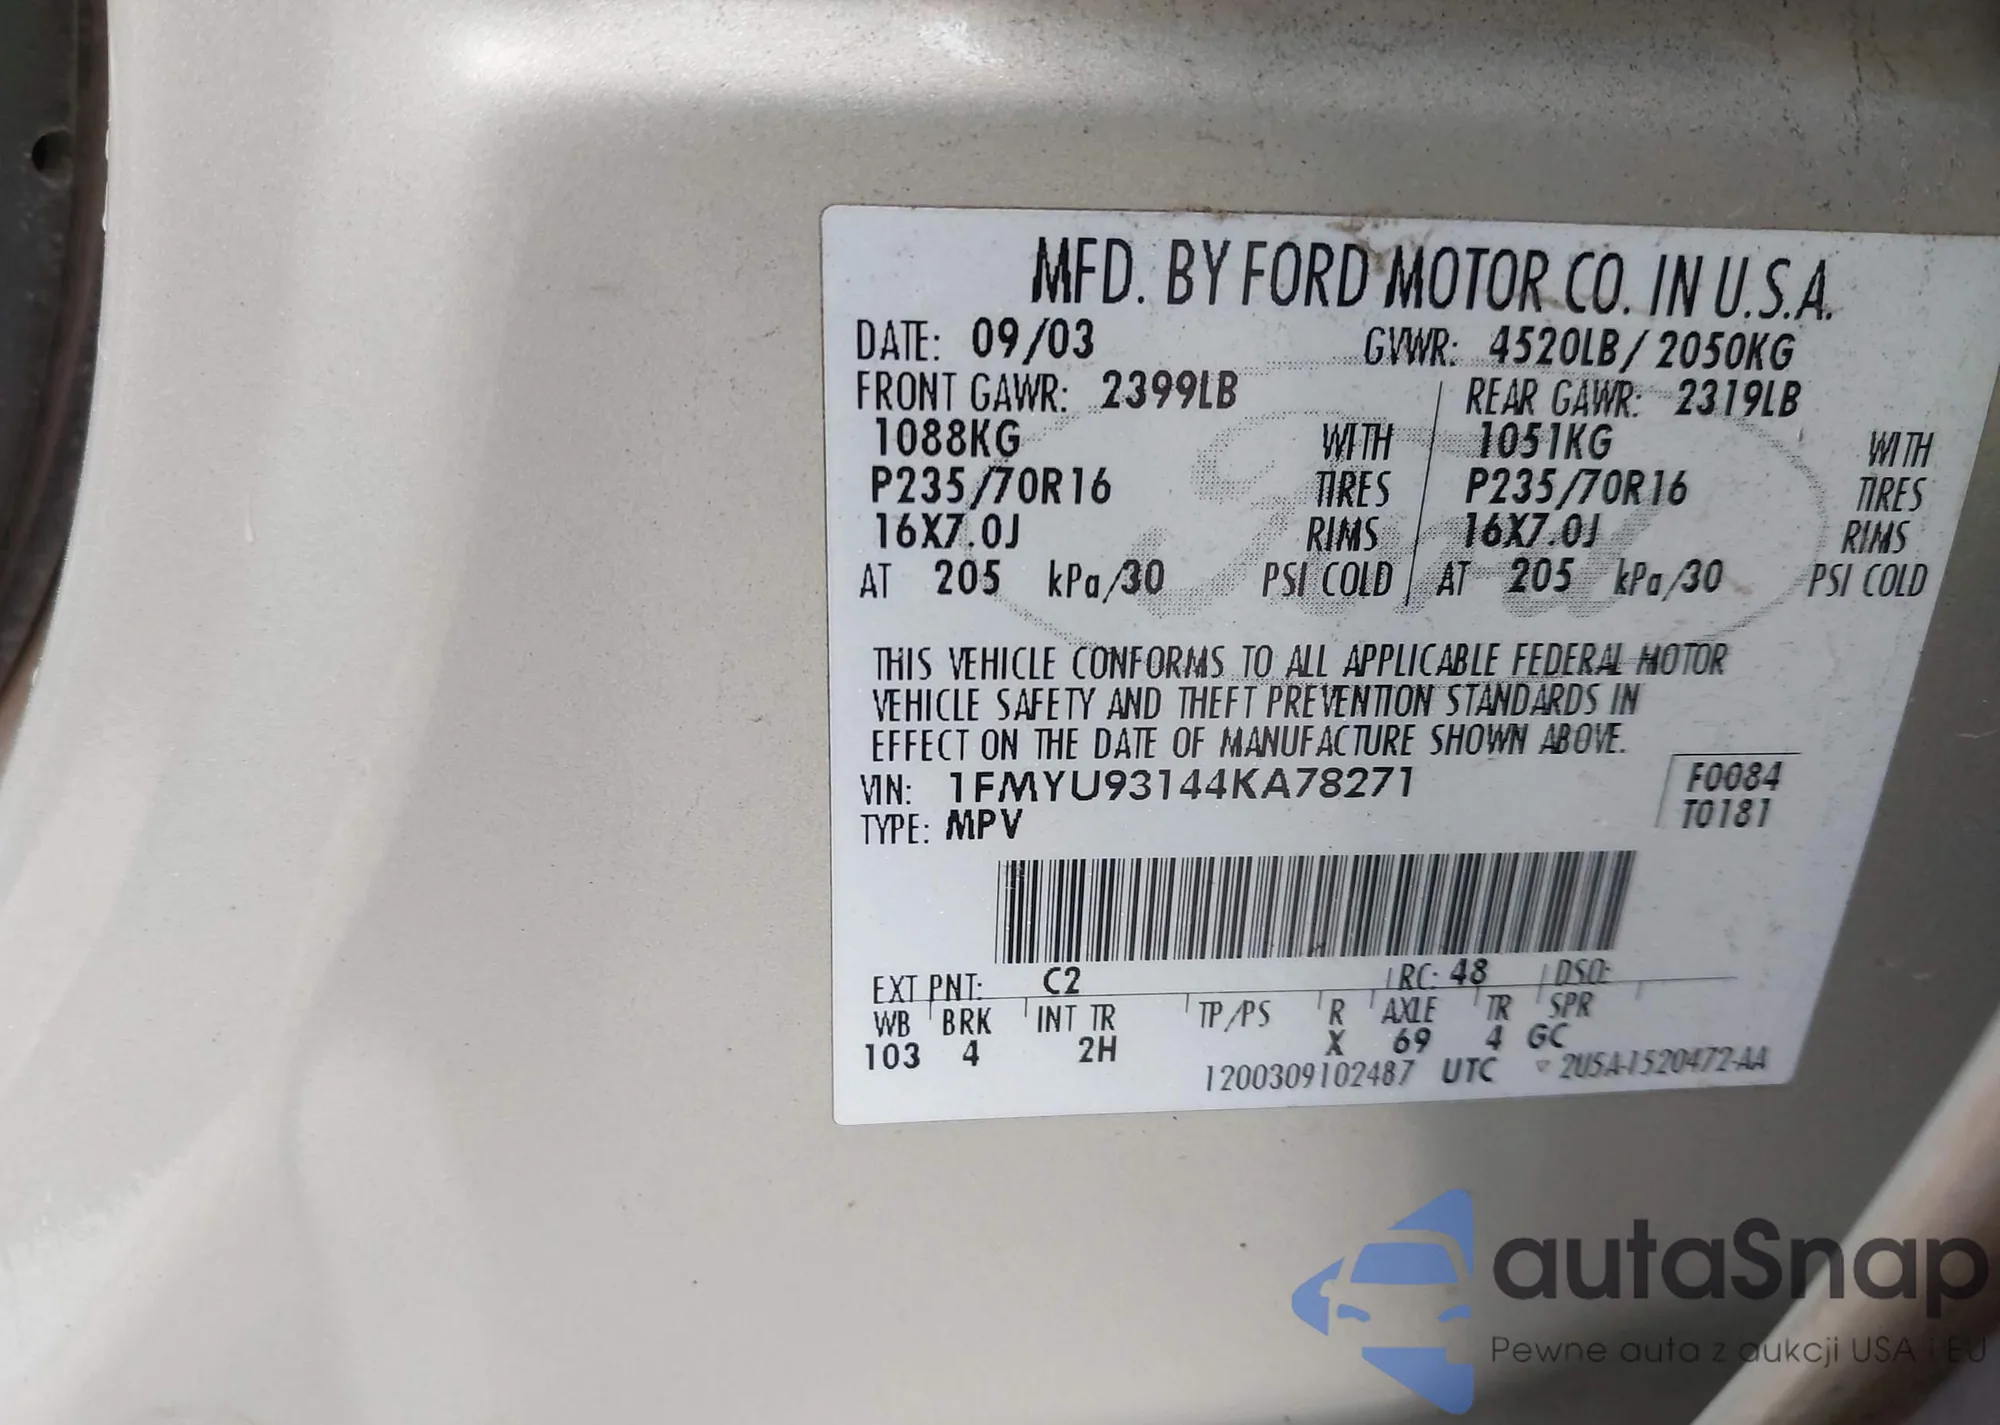 MFD. BY FORD MOTOR CO. IN U.S.A.
DATE: 09/03 GVWR: 4520LB/2050KG
FRONT GAWR: 2399LB REAR GAWR: 2319LB
1088KG WITH 1051KG WITH
P235/70R16 TIRES P235/70R16 TIRES
16X7.0J RIMS 16X7.0J RIMS
AT 205 kPa/30 PSI COLD AT 205 kPa/30 PSI COLD
THIS VEHICLE CONFORMS TO ALL APPLICABLE FEDERAL MOTOR
VEHICLE SAFETY AND THEFT PREVENTION STANDARDS IN
EFFECT ON THE DATE OF MANUFACTURE SHOWN ABOVE.
VIN: 1FMYU93144KA78271 F0084
TYPE: MPV T0181
EXT PNT: C2 RC: 48 DSO:
WB BRK INT TR TP/PS R AXLE TR SPR
103 4 2H X 69 4 GC
1200309102487 UTC ▽ 2U5A-1520472-AA
autaSnap
Pewne auta z aukcji USA i EU